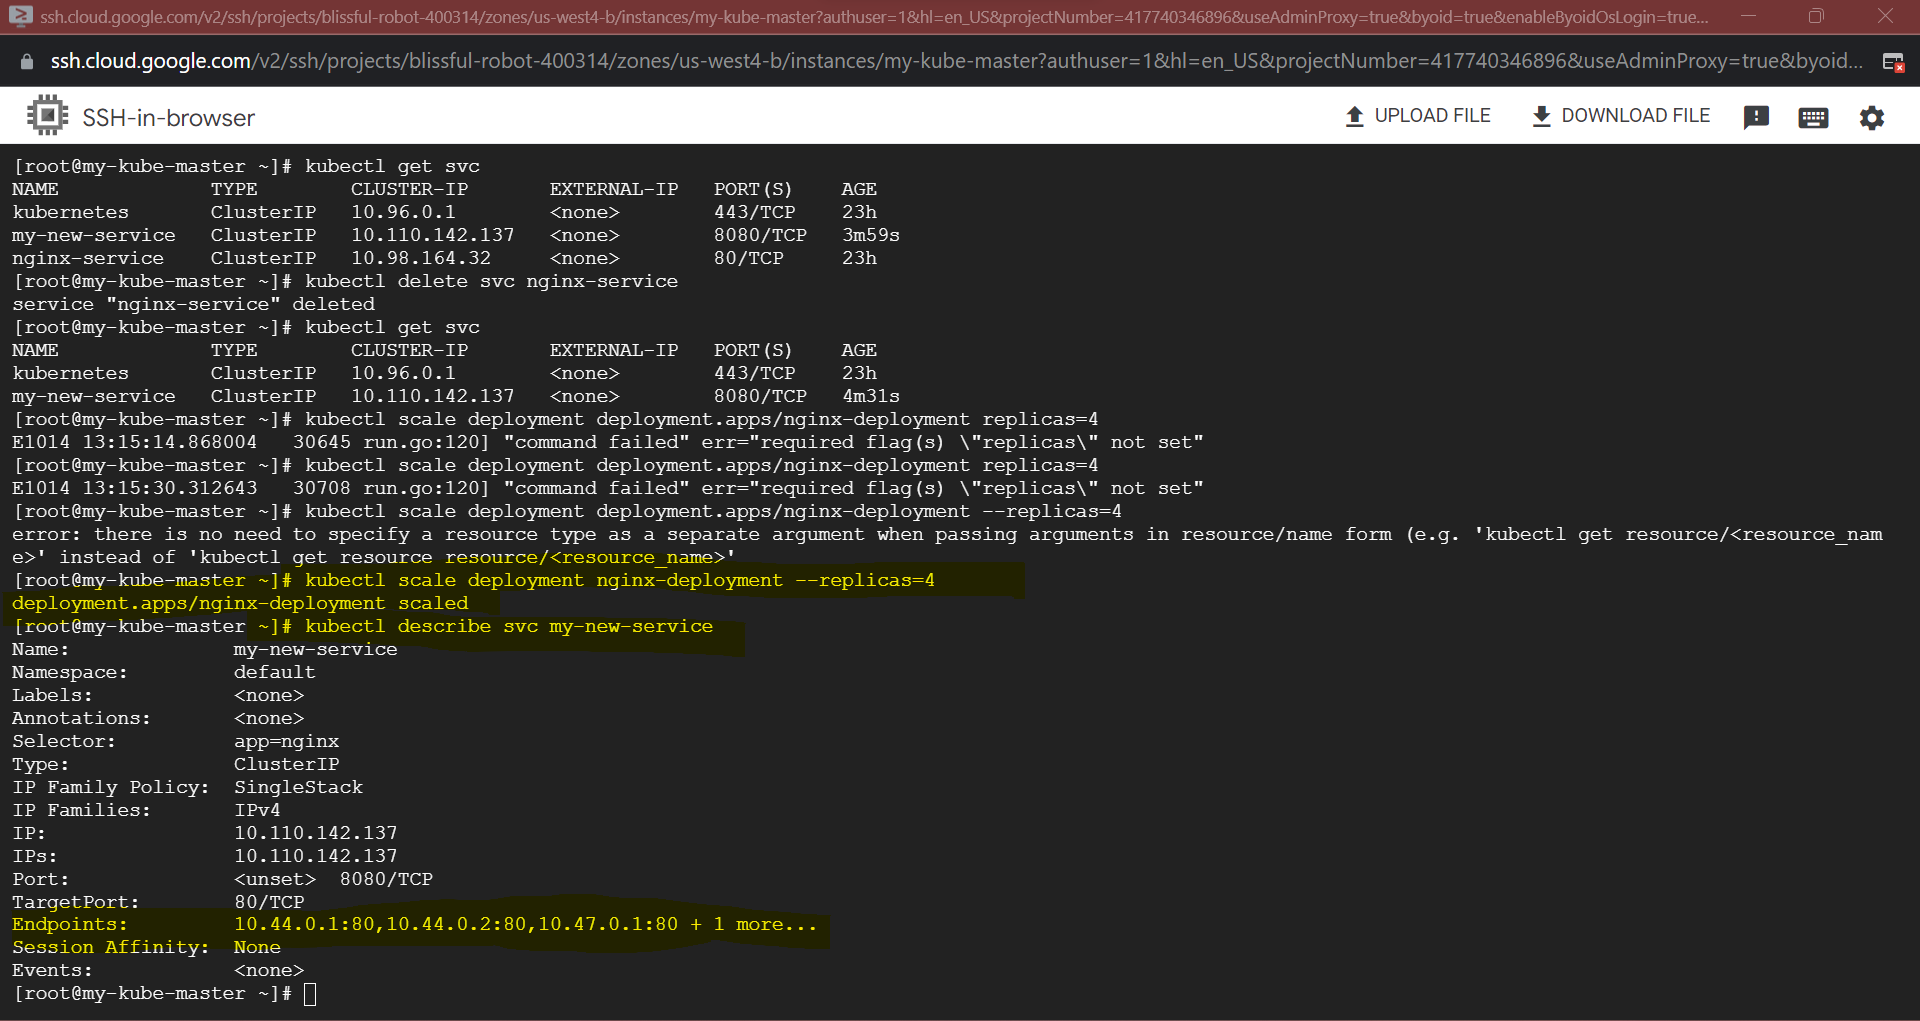 ssh.cloud.google.com/v2/ssh/projects/blissful-robot-400314/zones/us-west4-b/instances/my-kube-master?authuser=1&hl=en_US&projectNumber=417740346896&useAdminProxy=true&byoid=true&enableByoidOsLogin=true...
ssh.cloud.google.com/v2/ssh/projects/blissful-robot-400314/zones/us-west4-b/instances/my-kube-master?authuser=1&hl=en_US&projectNumber=417740346896&useAdminProxy=true&byoid...
SSH-in-browser UPLOAD FILE DOWNLOAD FILE
[root@my-kube-master ~]# kubectl get svc
NAME TYPE CLUSTER-IP EXTERNAL-IP PORT(S) AGE
kubernetes ClusterIP 10.96.0.1 <none> 443/TCP 23h
my-new-service ClusterIP 10.110.142.137 <none> 8080/TCP 3m59s
nginx-service ClusterIP 10.98.164.32 <none> 80/TCP 23h
[root@my-kube-master ~]# kubectl delete svc nginx-service
service "nginx-service" deleted
[root@my-kube-master ~]# kubectl get svc
NAME TYPE CLUSTER-IP EXTERNAL-IP PORT(S) AGE
kubernetes ClusterIP 10.96.0.1 <none> 443/TCP 23h
my-new-service ClusterIP 10.110.142.137 <none> 8080/TCP 4m31s
[root@my-kube-master ~]# kubectl scale deployment deployment.apps/nginx-deployment replicas=4
E1014 13:15:14.868004 30645 run.go:120] "command failed" err="required flag(s) \"replicas\" not set"
[root@my-kube-master ~]# kubectl scale deployment deployment.apps/nginx-deployment replicas=4
E1014 13:15:30.312643 30708 run.go:120] "command failed" err="required flag(s) \"replicas\" not set"
[root@my-kube-master ~]# kubectl scale deployment deployment.apps/nginx-deployment --replicas=4
error: there is no need to specify a resource type as a separate argument when passing arguments in resource/name form (e.g. 'kubectl get resource/<resource_nam
e>' instead of 'kubectl get resource resource/<resource_name>'
[root@my-kube-master ~]# kubectl scale deployment nginx-deployment --replicas=4
deployment.apps/nginx-deployment scaled
[root@my-kube-master ~]# kubectl describe svc my-new-service
Name: my-new-service
Namespace: default
Labels: <none>
Annotations: <none>
Selector: app=nginx
Type: ClusterIP
IP Family Policy: SingleStack
IP Families: IPv4
IP: 10.110.142.137
IPs: 10.110.142.137
Port: <unset> 8080/TCP
TargetPort: 80/TCP
Endpoints: 10.44.0.1:80,10.44.0.2:80,10.47.0.1:80 + 1 more...
Session Affinity: None
Events: <none>
[root@my-kube-master ~]#